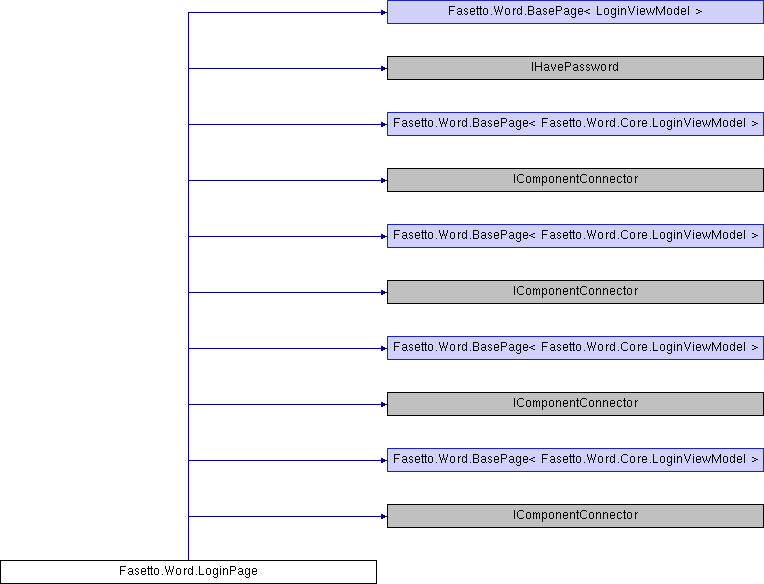 Fasetto.Word.BasePage< LoginViewModel >
IHavePassword
Fasetto.Word.BasePage< Fasetto.Word.Core.LoginViewModel >
IComponentConnector
Fasetto.Word.BasePage< Fasetto.Word.Core.LoginViewModel >
IComponentConnector
Fasetto.Word.BasePage< Fasetto.Word.Core.LoginViewModel >
IComponentConnector
Fasetto.Word.BasePage< Fasetto.Word.Core.LoginViewModel >
IComponentConnector
Fasetto.Word.LoginPage